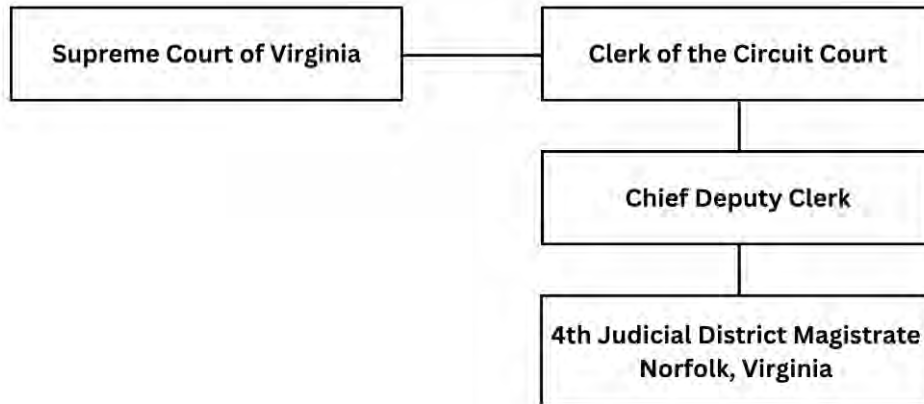 Supreme Court of Virginia
Clerk of the Circuit Court
Chief Deputy Clerk
4th Judicial District Magistrate
Norfolk, Virginia